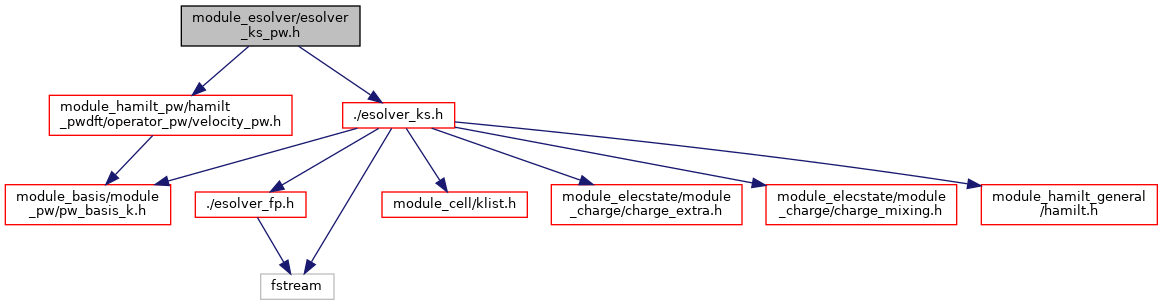 module_esolver/esolver
_ks_pw.h
module_hamilt_pw/hamilt
_pwdft/operator_pw/velocity_pw.h
./esolver_ks.h
module_basis/module
_pw/pw_basis_k.h
./esolver_fp.h
module_cell/klist.h
module_elecstate/module
_charge/charge_extra.h
module_elecstate/module
_charge/charge_mixing.h
module_hamilt_general
/hamilt.h
fstream